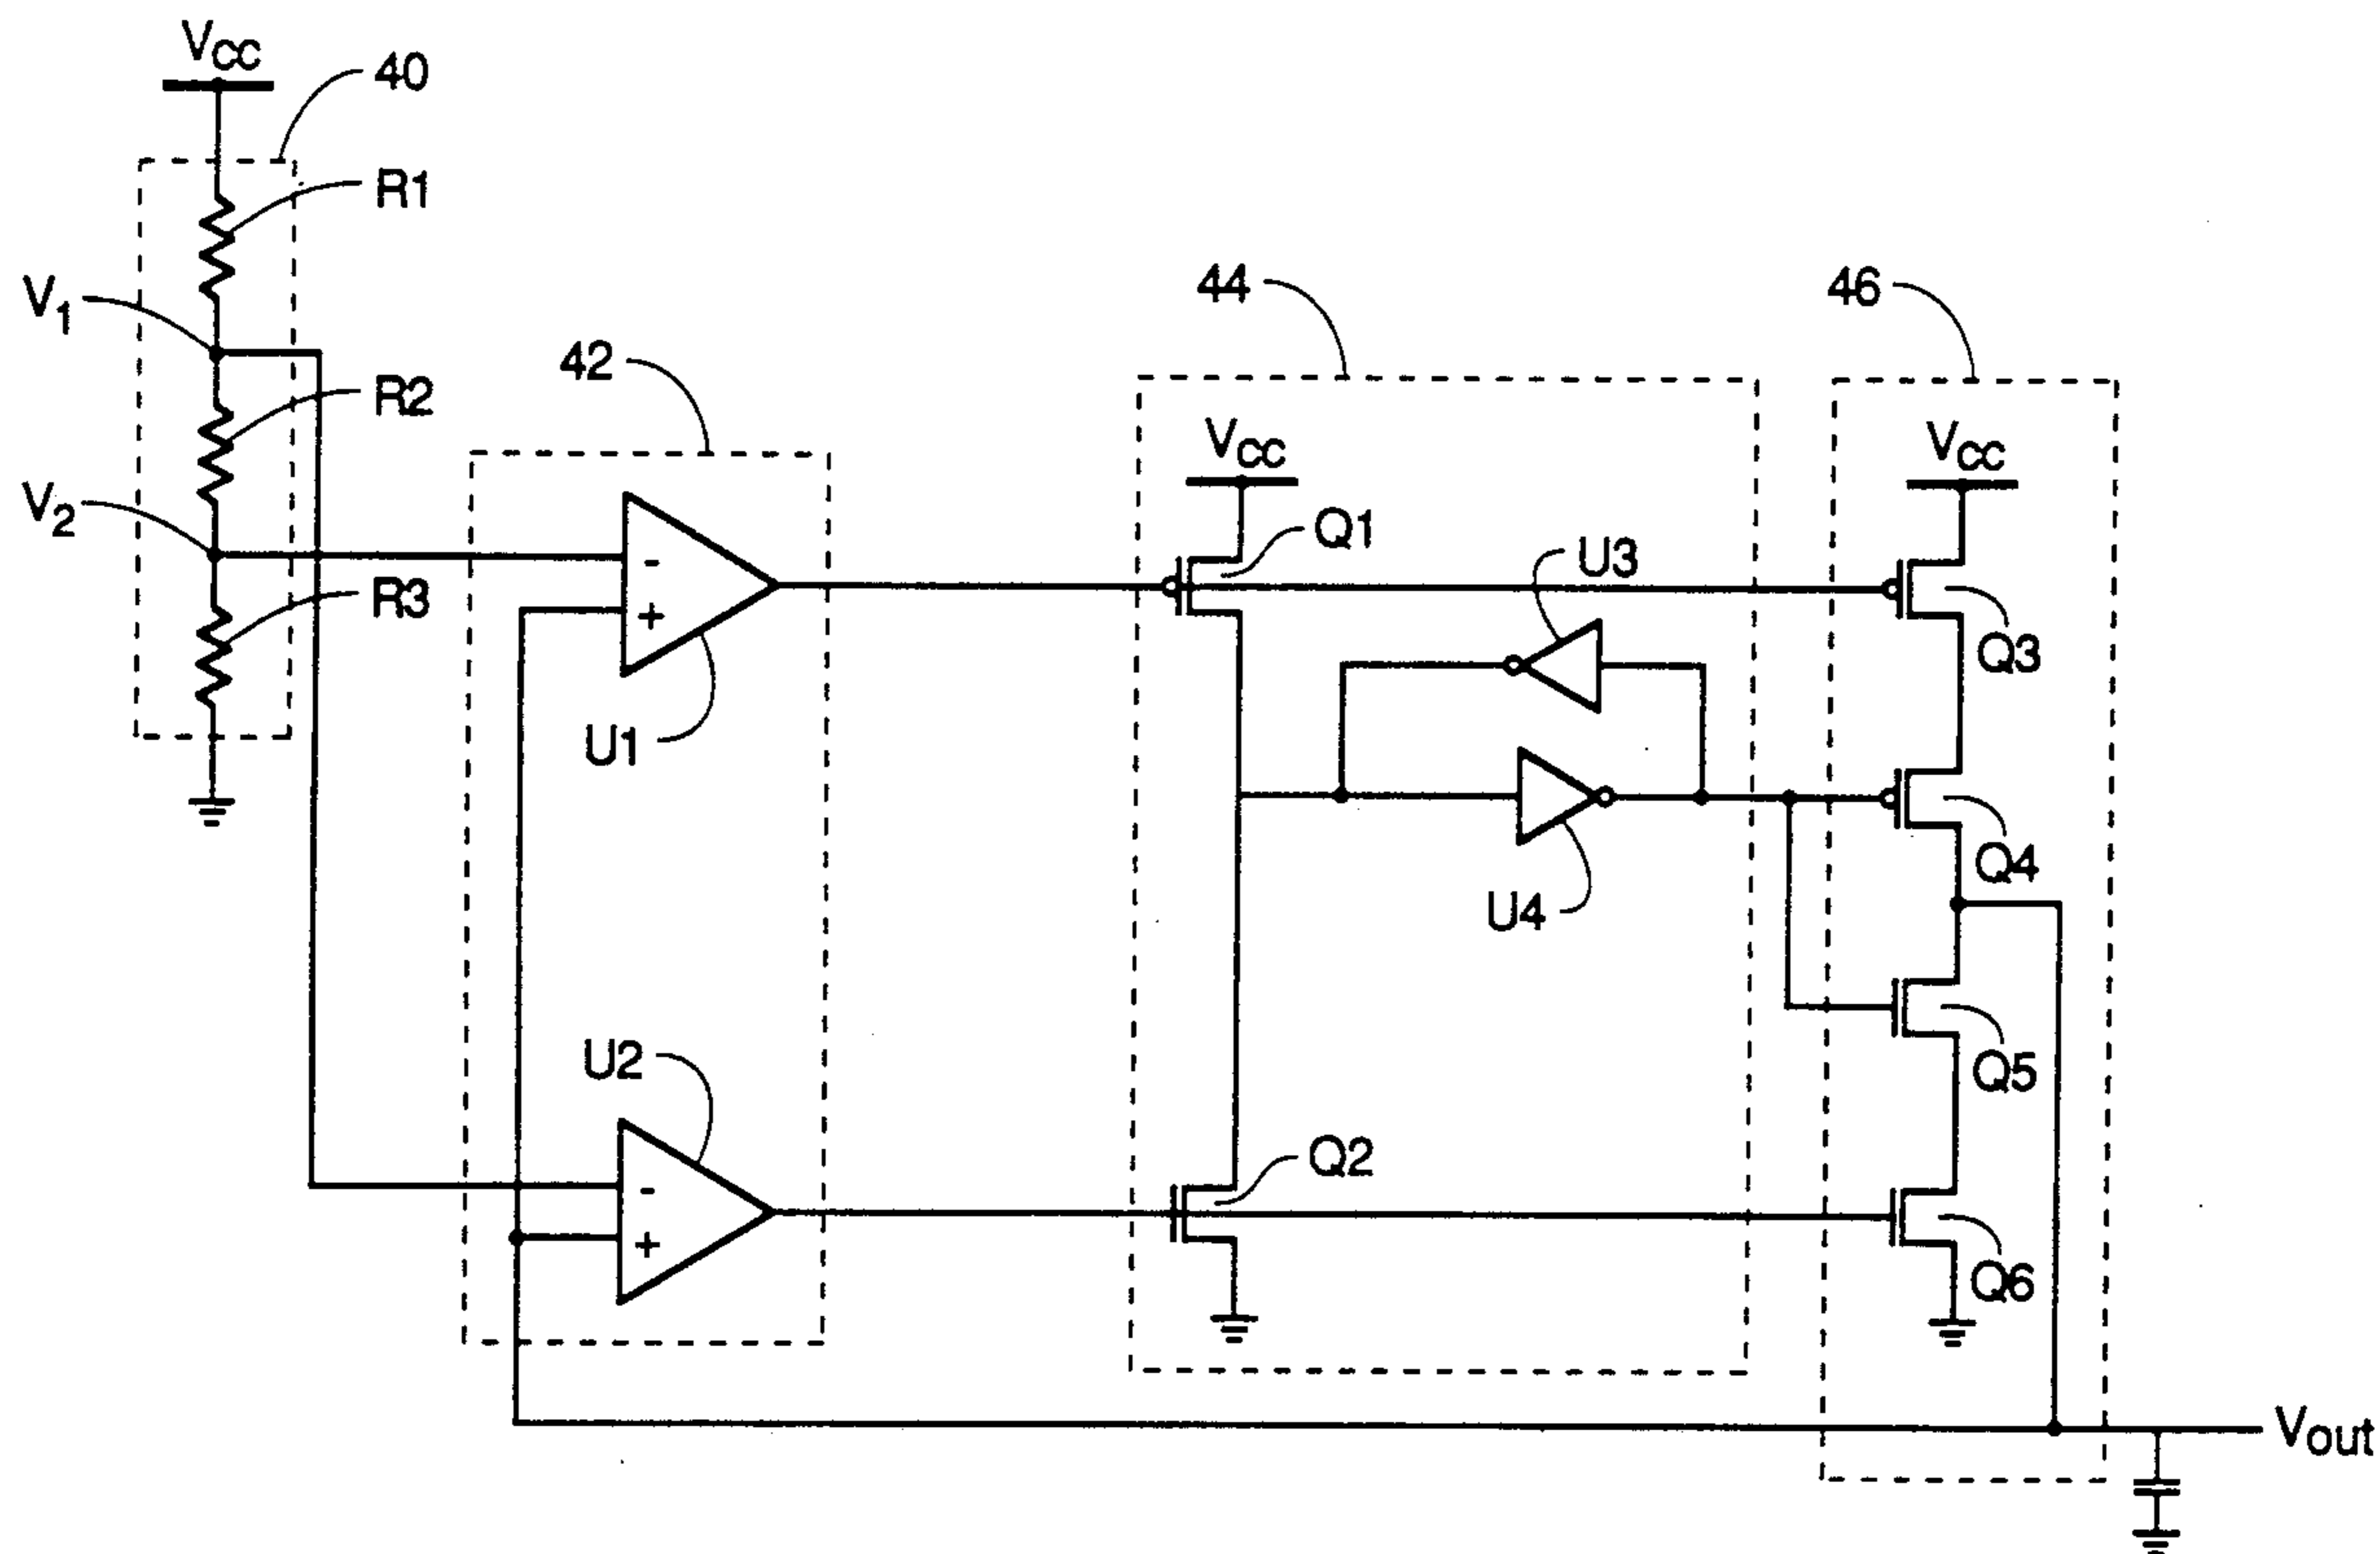 VCC
40
R1
V1
R2
V2
R3
42
-
+
U1
U2
-
+
44
VCC
Q1
U3
U4
Q2
46
VCC
Q3
Q4
Q5
Q6
Vout